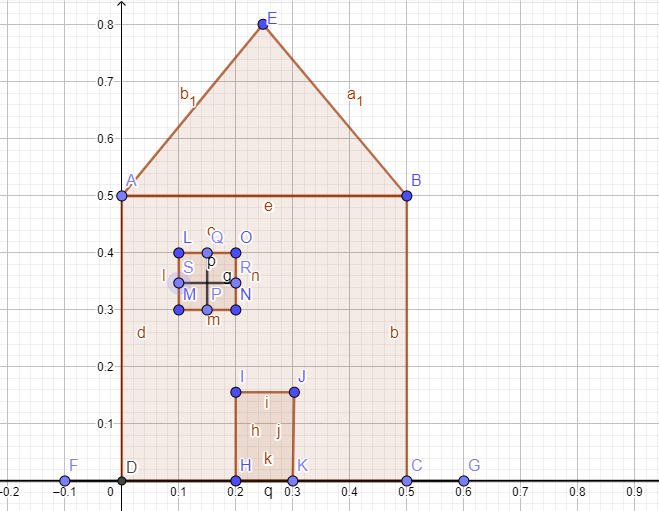 0.8
E
0.7
b₁
a₁
0.6
A
B
0.5
e
c
L Q O
0.4
p
l S g R n
M P N
0.3
m
d
b
0.2
I J
i
0.1
h j
k
F D H K C G
-0.2 −0.1 0 0.1 0.2 q 0.3 0.4 0.5 0.6 0.7 0.8 0.9